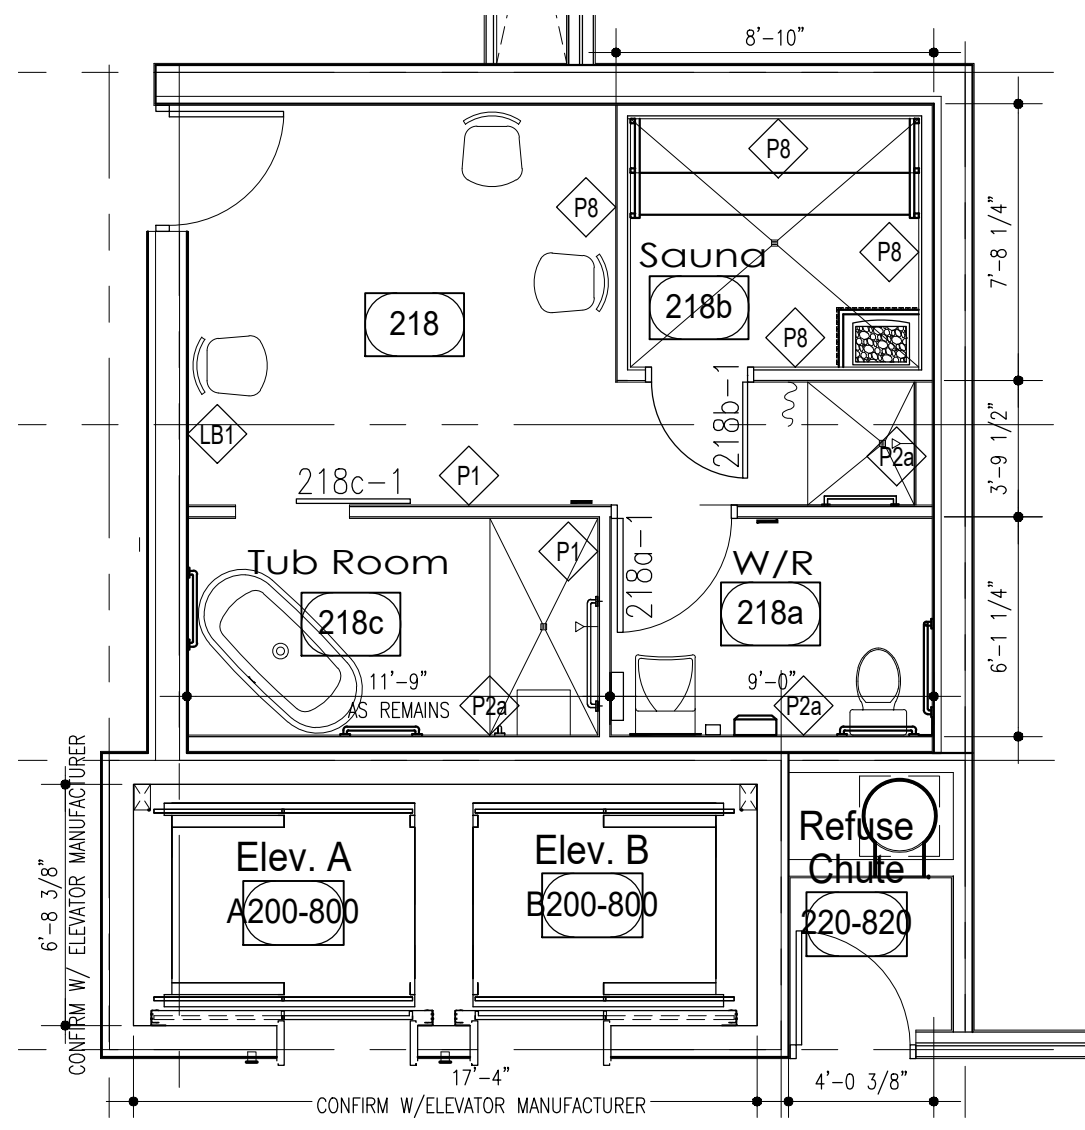 8'-10"
P8
P8
7'-8 1/4"
Sauna
P8
218b
218
P8
218b-1
LB1
P2a
3'-9 1/2"
218c-1
P1
P1
218a-1
Tub Room
W/R
218c
218a
6'-1 1/4"
11'-9"
9'-0"
AS REMAINS
P2a
P2a
6'-8 3/8"
CONFIRM W/ ELEVATOR MANUFACTURER
Elev. A
A200-800
Elev. B
B200-800
Refuse
Chute
220-820
17'-4"
CONFIRM W/ELEVATOR MANUFACTURER
4'-0 3/8"